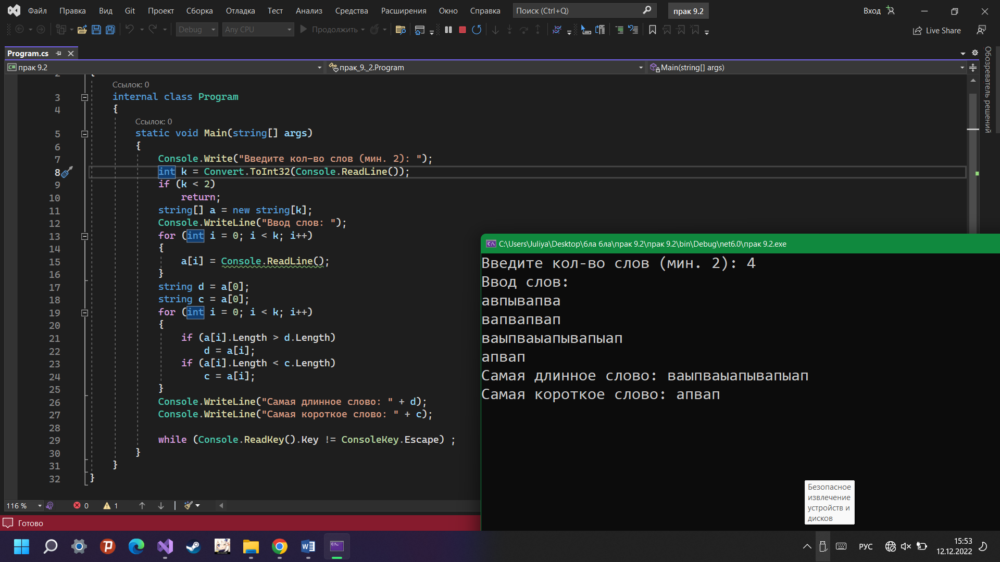 Файл Правка Вид Git Проект Сборка Отладка Тест Анализ Средства Расширения Окно Справка Поиск (Ctrl+Q) прак 9.2 Вход
Debug Any CPU Продолжить Live Share
Program.cs
C# прак 9.2 прак_9._2.Program Main(string[] args)
Обозреватель решений
2 {
Ссылок: 0
3 internal class Program
4 {
Ссылок: 0
5 static void Main(string[] args)
6 {
7 Console.Write("Введите кол-во слов (мин. 2): ");
8 int k = Convert.ToInt32(Console.ReadLine());
9 if (k < 2)
10 return;
11 string[] a = new string[k];
12 Console.WriteLine("Ввод слов: ");
13 for (int i = 0; i < k; i++)
14 {
15 a[i] = Console.ReadLine();
16 }
17 string d = a[0];
18 string c = a[0];
19 for (int i = 0; i < k; i++)
20 {
21 if (a[i].Length > d.Length)
22 d = a[i];
23 if (a[i].Length < c.Length)
24 c = a[i];
25 }
26 Console.WriteLine("Самая длинное слово: " + d);
27 Console.WriteLine("Самая короткое слово: " + c);
28
29 while (Console.ReadKey().Key != ConsoleKey.Escape) ;
30 }
31 }
32 }
116 % 0 1
Готово
C:\Users\Juliya\Desktop\бла бла\прак 9.2\прак 9.2\bin\Debug\net6.0\прак 9.2.exe
Введите кол-во слов (мин. 2): 4
Ввод слов:
авпывапва
вапвапвап
ваыпваыапывапыап
апвап
Самая длинное слово: ваыпваыапывапыап
Самая короткое слово: апвап
Безопасное
извлечение
устройств и
дисков
РУС
15:53
12.12.2022